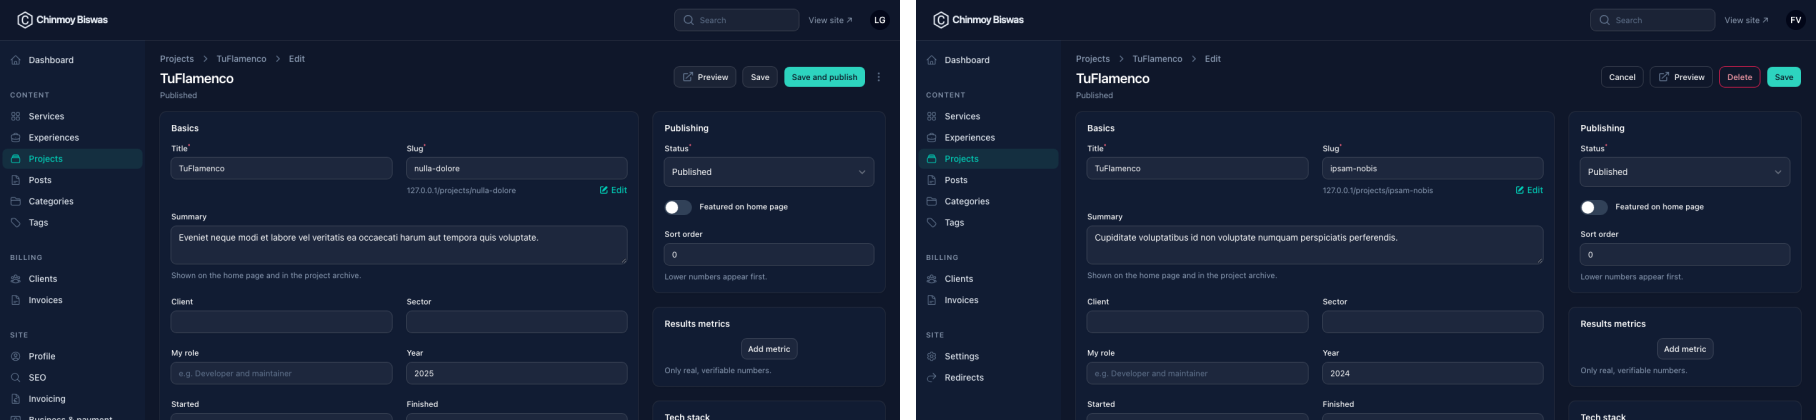 Chinmoy Biswas
Search
View site ↗
LG
Dashboard
CONTENT
Services
Experiences
Projects
Posts
Categories
Tags
BILLING
Clients
Invoices
SITE
Profile
SEO
Invoicing
Business & payment
Projects > TuFlamenco > Edit
TuFlamenco
Published
Preview
Save
Save and publish
Basics
Title*
Slug*
TuFlamenco
nulla-dolore
127.0.0.1/projects/nulla-dolore
Edit
Summary
Eveniet neque modi et labore vel veritatis ea occaecati harum aut tempora quis voluptate.
Shown on the home page and in the project archive.
Client
Sector
My role
Year
e.g. Developer and maintainer
2025
Started
Finished
Publishing
Status*
Published
Featured on home page
Sort order
0
Lower numbers appear first.
Results metrics
Add metric
Only real, verifiable numbers.
Tech stack
Chinmoy Biswas
Search
View site ↗
FV
Dashboard
CONTENT
Services
Experiences
Projects
Posts
Categories
Tags
BILLING
Clients
Invoices
SITE
Settings
Redirects
Projects > TuFlamenco > Edit
TuFlamenco
Published
Cancel
Preview
Delete
Save
Basics
Title*
Slug*
TuFlamenco
ipsam-nobis
127.0.0.1/projects/ipsam-nobis
Edit
Summary
Cupiditate voluptatibus id non voluptate numquam perspiciatis perferendis.
Shown on the home page and in the project archive.
Client
Sector
My role
Year
e.g. Developer and maintainer
2024
Started
Finished
Publishing
Status*
Published
Featured on home page
Sort order
0
Lower numbers appear first.
Results metrics
Add metric
Only real, verifiable numbers.
Tech stack